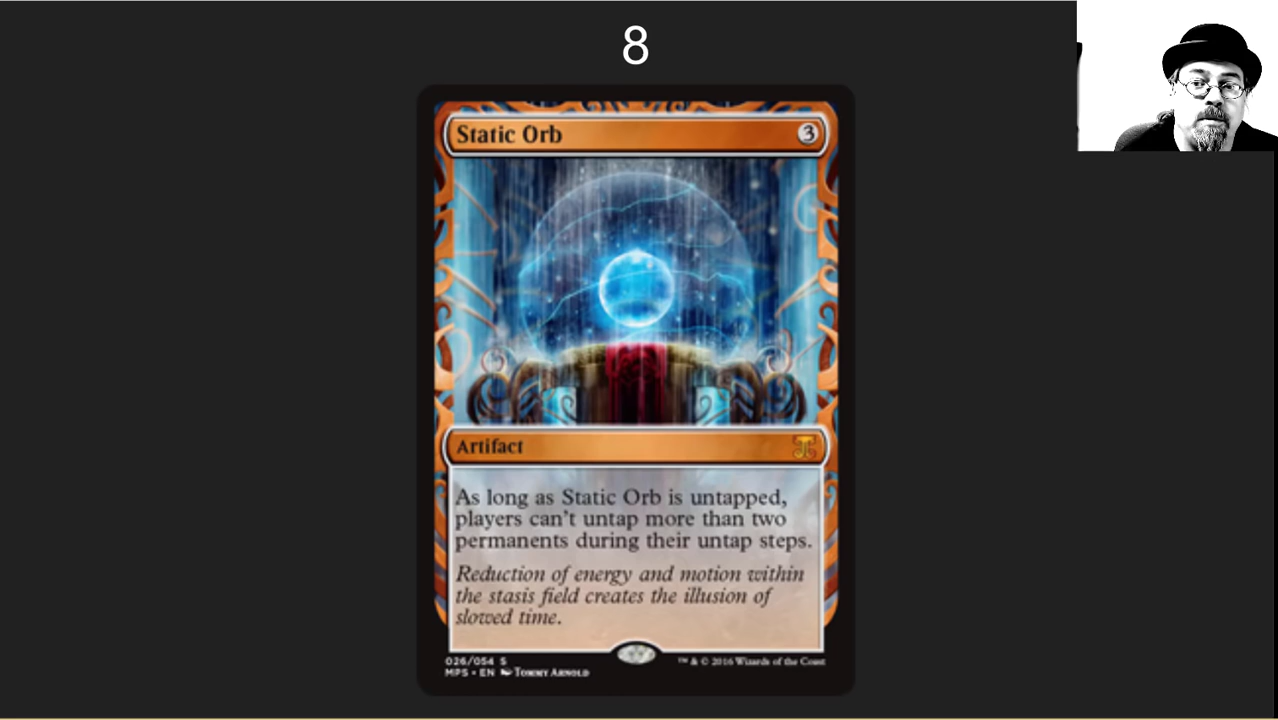 8
Static Orb 3
Artifact
As long as Static Orb is untapped,
players can't untap more than two
permanents during their untap steps.
Reduction of energy and motion within
the stasis field creates the illusion of
slowed time.
026/054 S
MPS • EN Tommy Arnold
™ & © 2016 Wizards of the Coast